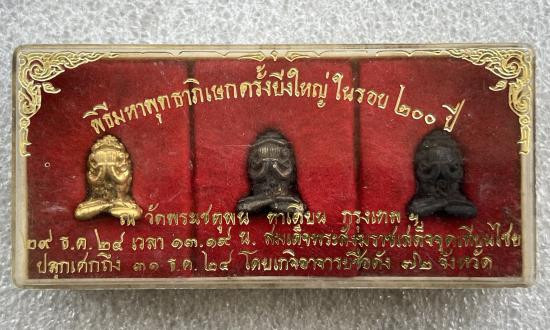 พิธีมหาพุทธาภิเษกครั้งยิ่งใหญ่ ในรอบ ๒๐๐ ปี
ณ วัดพระเชตุพน ท่าเตียน กรุงเทพ ฯ
๒๙ ธ.ค. ๒๔ เวลา ๑๓.๑๙ น. สมเด็จพระสังฆราชเสด็จจุดเทียนไชย
ปลุกเศกถึง ๓๑ ธ.ค. ๒๔ โดยเกจิอาจารย์ชื่อดัง ๗๒ จังหวัด